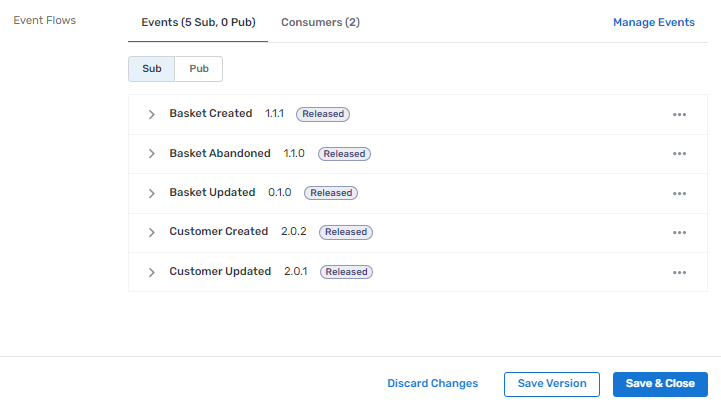 Event Flows
Events (5 Sub, 0 Pub) Consumers (2) Manage Events
Sub Pub
Basket Created 1.1.1 Released
Basket Abandoned 1.1.0 Released
Basket Updated 0.1.0 Released
Customer Created 2.0.2 Released
Customer Updated 2.0.1 Released
Discard Changes Save Version Save & Close